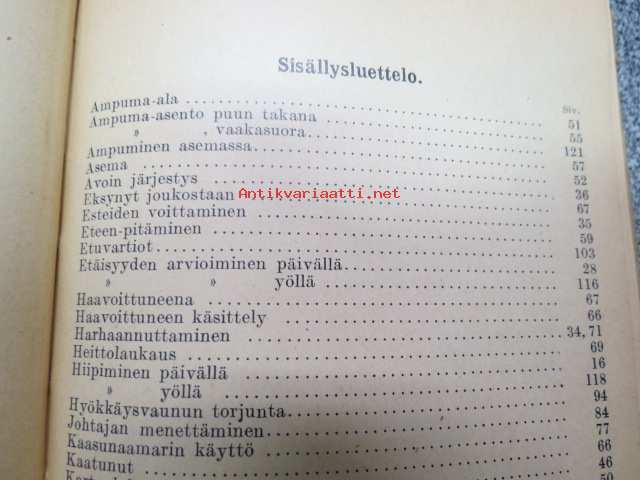 Sisällysluettelo.
Siv.
Ampuma-ala 51
Ampuma-asento puun takana 55
» , vaakasuora 121
Ampuminen asemassa 57
Asema 52
Avoin järjestys 36
Eksynyt joukostaan 67
Esteiden voittaminen 35
Eteen-pitäminen 59
Etuvartiot 103
Etäisyyden arvioiminen päivällä 28
» » yöllä 116
Haavoittuneena 67
Haavoittuneen käsittely 66
Harhaannuttaminen 34, 71
Heittolaukaus 69
Hiipiminen päivällä 16
» yöllä 118
Hyökkäysvaunun torjunta 94
Johtajan menettäminen 84
Kaasunaamarin käyttö 77
Kaatunut 66
46
50
Antikvariaatti.net